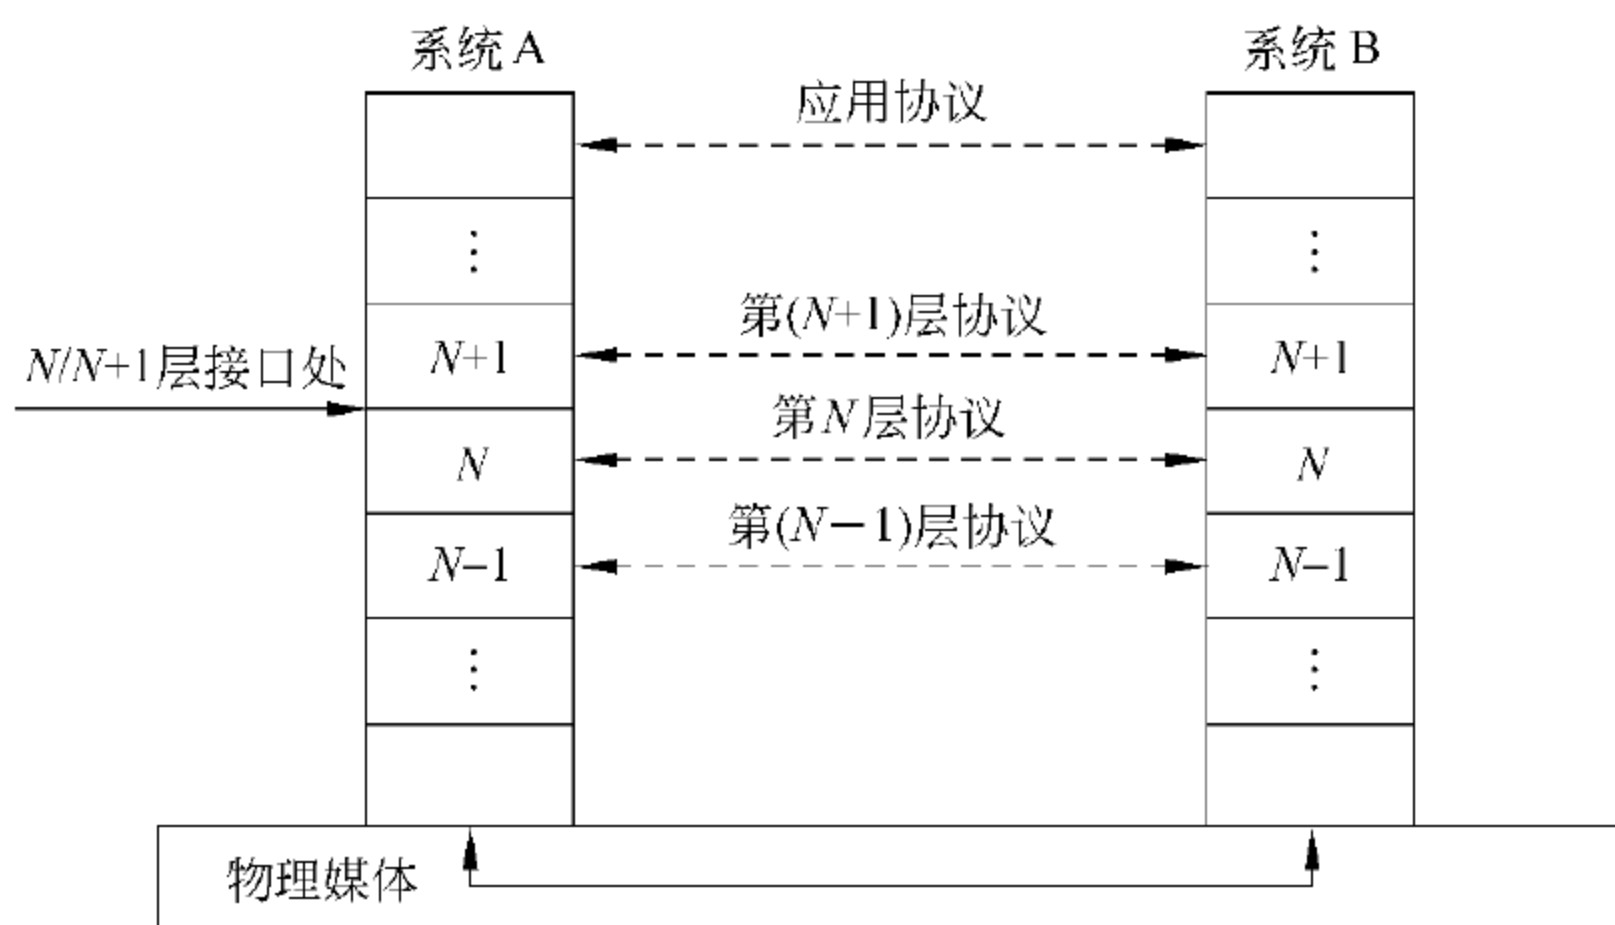 系统A
系统B
应用协议
⋮
⋮
第(N+1)层协议
N/N+1层接口处
N+1
N+1
第N层协议
N
N
第(N−1)层协议
N−1
N−1
⋮
⋮
物理媒体